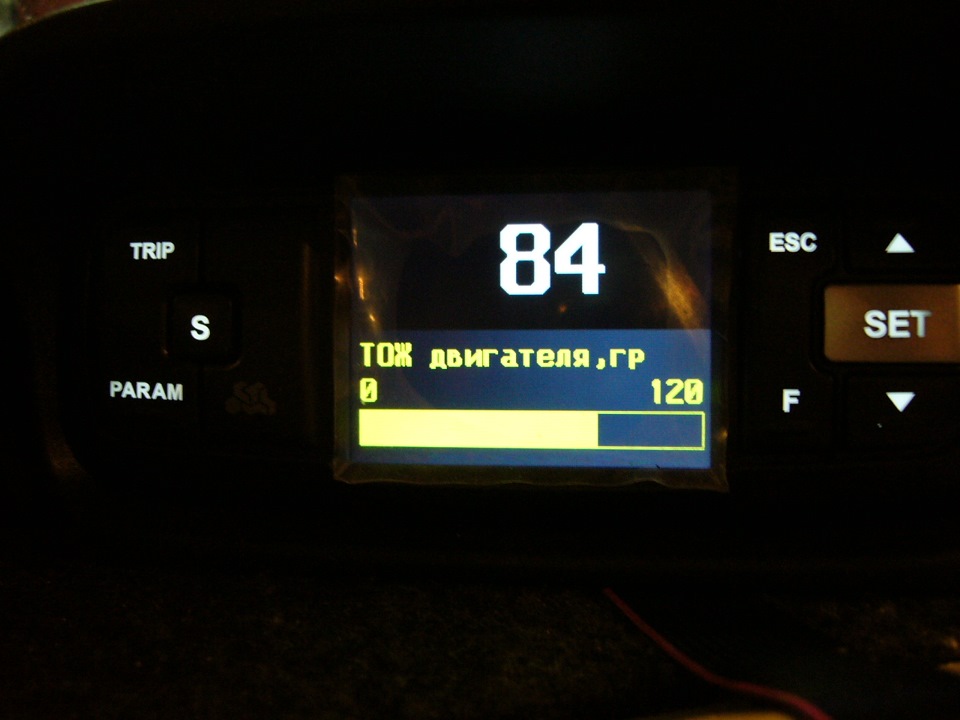 TRIP
S
PARAM
84
ТОЖ двигателя,гр
0 120
ESC
SET
F